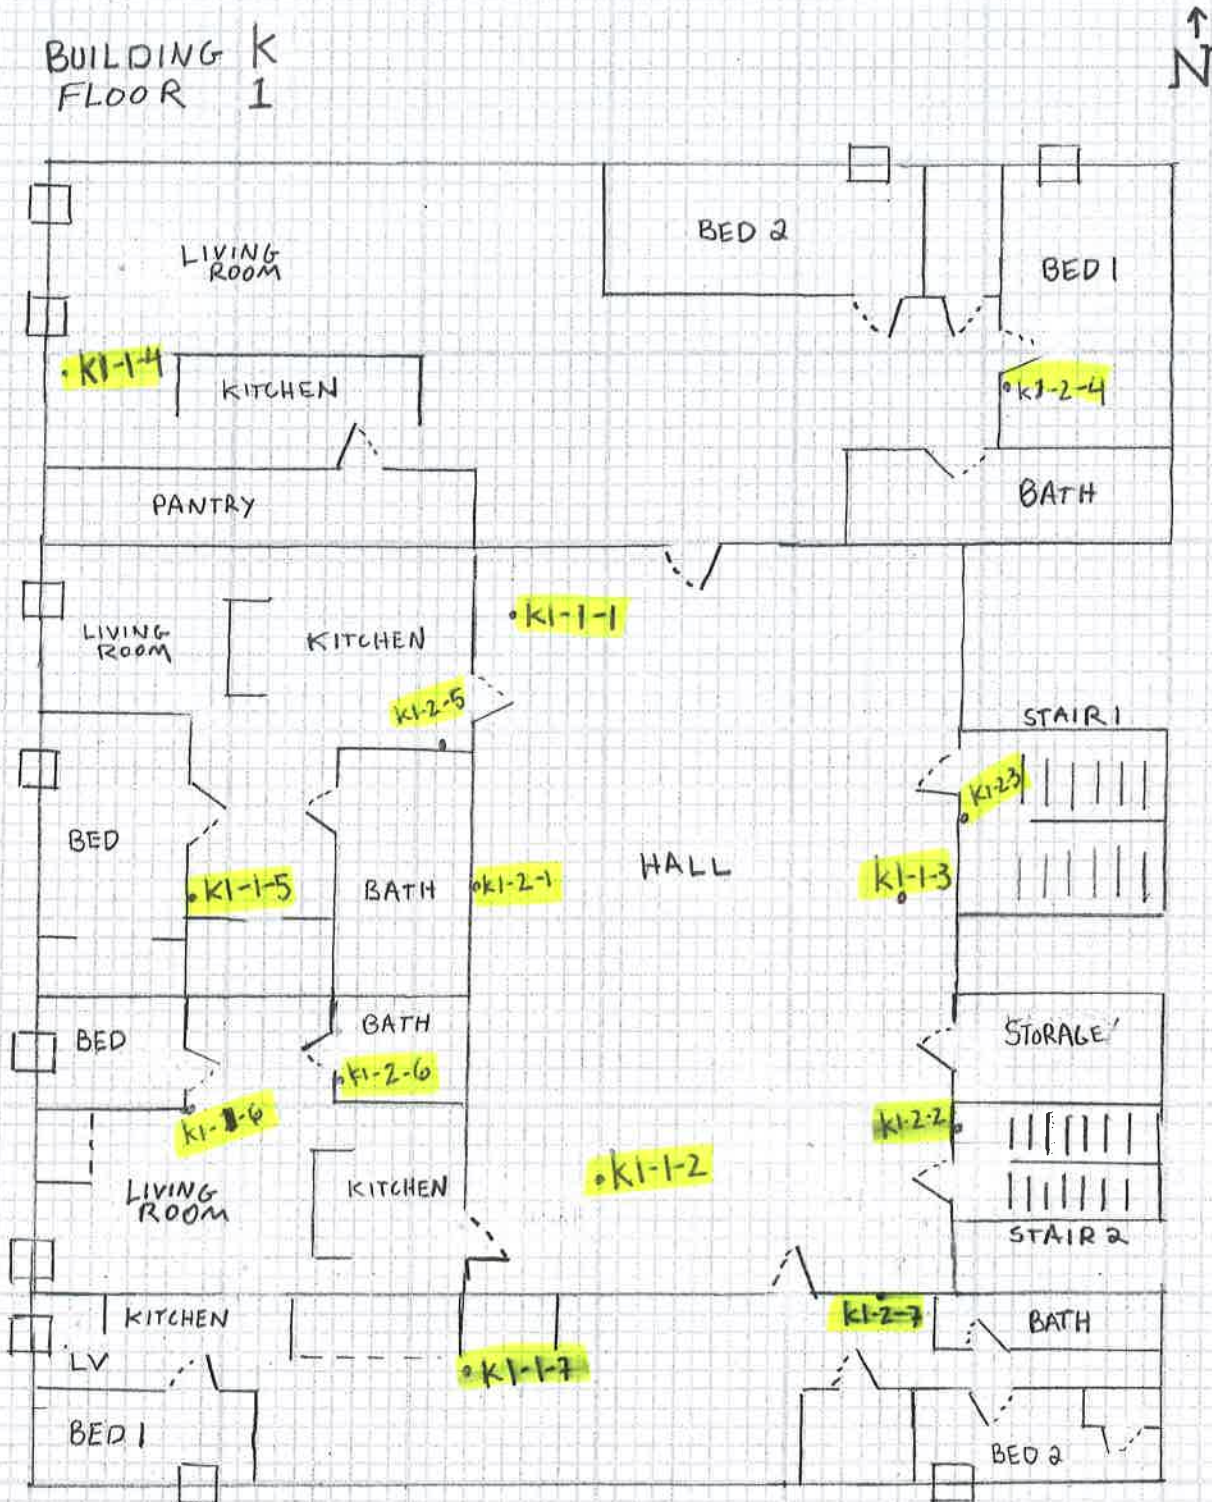 BUILDING K
FLOOR 1
↑
N
BED 2
LIVING
ROOM
BED 1
K1-1-4
KITCHEN
K1-2-4
PANTRY
BATH
K1-1-1
LIVING
ROOM
KITCHEN
K1-2-5
STAIR 1
K1-2-3
BED
HALL
K1-1-5
BATH
K1-2-1
K1-1-3
BED
BATH
STORAGE
K1-2-6
K1-1-6
K1-2-2
K1-1-2
LIVING
ROOM
KITCHEN
STAIR 2
KITCHEN
K1-2-7
BATH
LV
K1-1-7
BED 1
BED 2